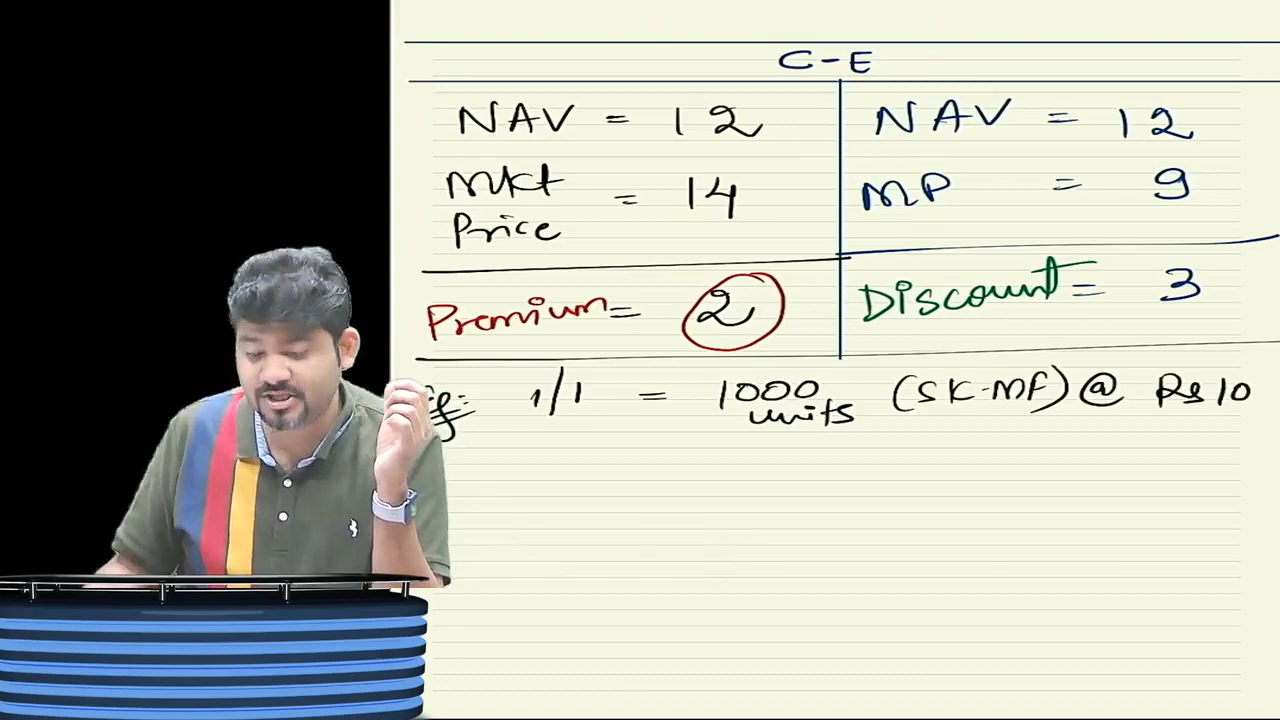 C-E
NAV = 12
Mkt Price = 14
Premium = 2
NAV = 12
MP = 9
Discount = 3
Eg:- 1/1 = 1000 units (SK-MF) @ Rs 10